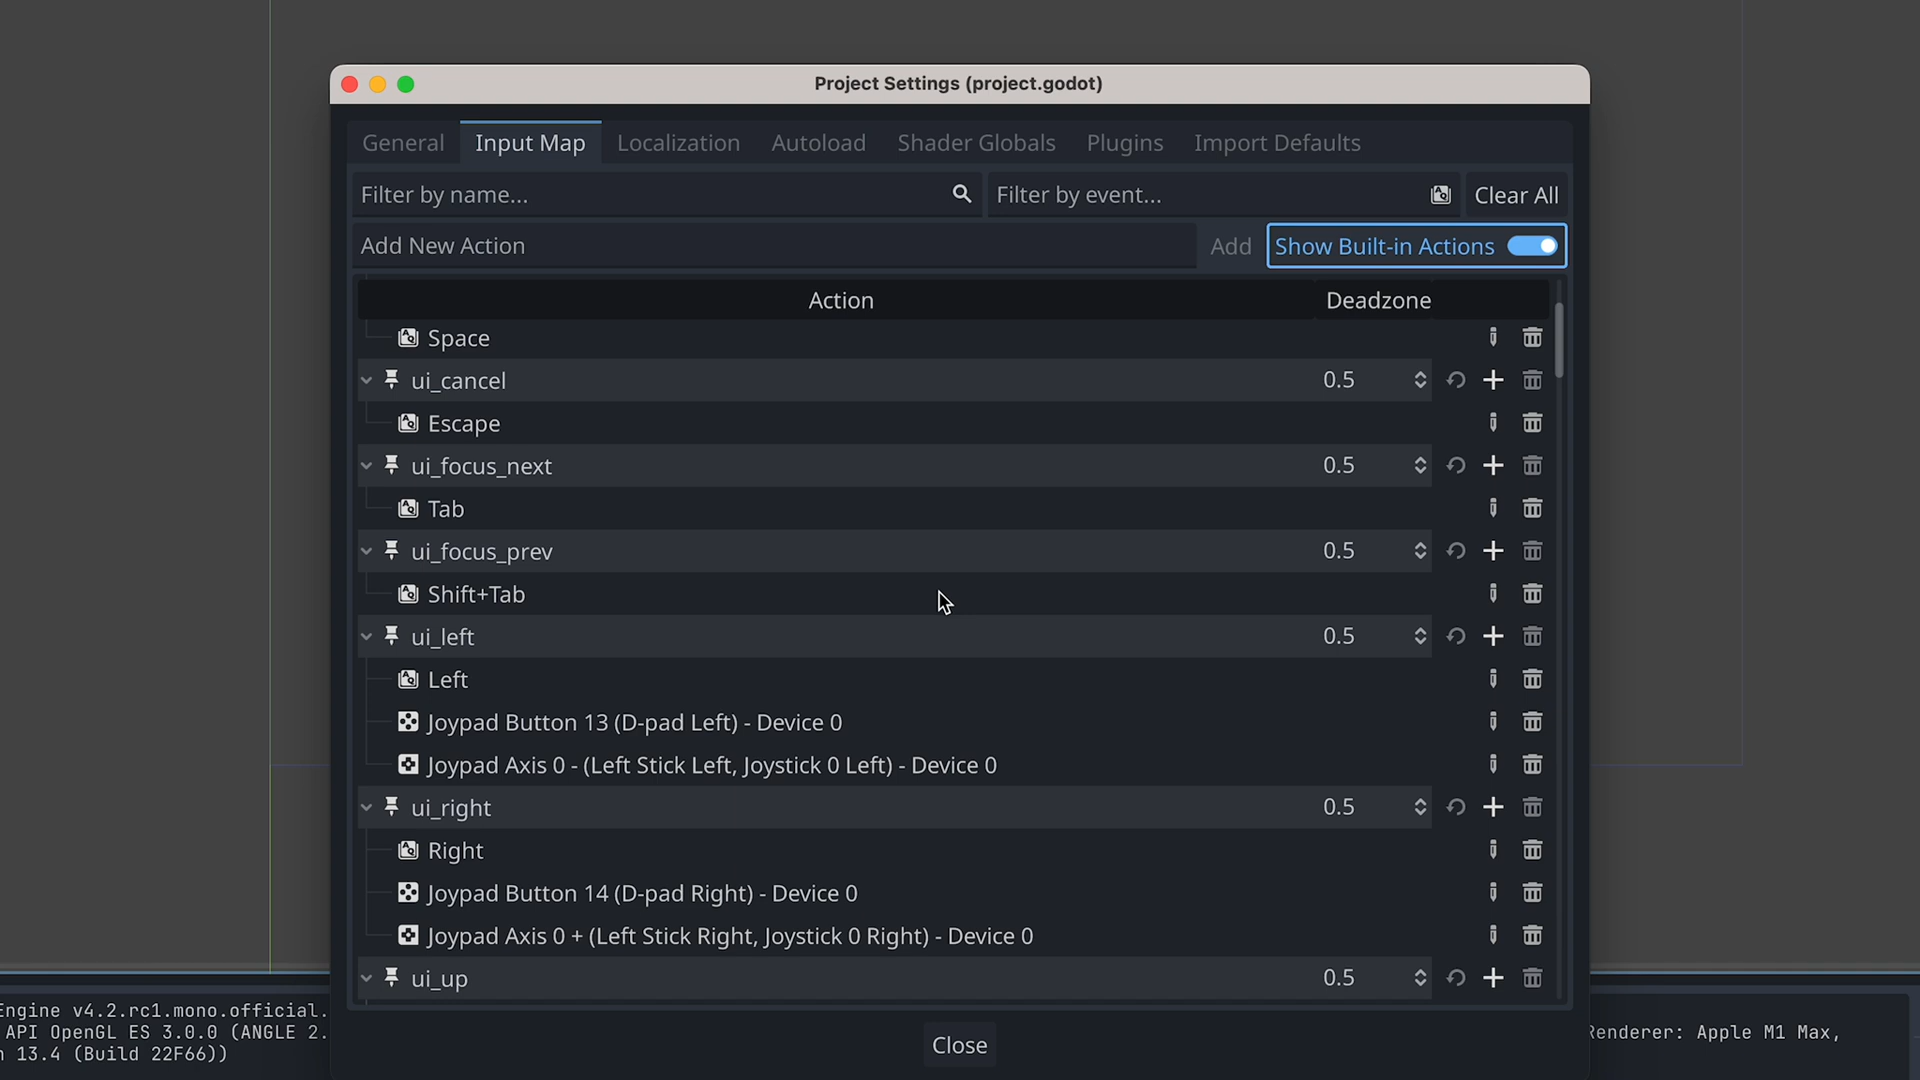 Project Settings (project.godot)
General Input Map Localization Autoload Shader Globals Plugins Import Defaults
Filter by name... Filter by event... Clear All
Add New Action Add Show Built-in Actions
Action Deadzone
Space
ui_cancel 0.5
Escape
ui_focus_next 0.5
Tab
ui_focus_prev 0.5
Shift+Tab
ui_left 0.5
Left
Joypad Button 13 (D-pad Left) - Device 0
Joypad Axis 0 - (Left Stick Left, Joystick 0 Left) - Device 0
ui_right 0.5
Right
Joypad Button 14 (D-pad Right) - Device 0
Joypad Axis 0 + (Left Stick Right, Joystick 0 Right) - Device 0
ui_up 0.5
Engine v4.2.rc1.mono.official.
API OpenGL ES 3.0.0 (ANGLE 2. Renderer: Apple M1 Max,
n 13.4 (Build 22F66))
Close